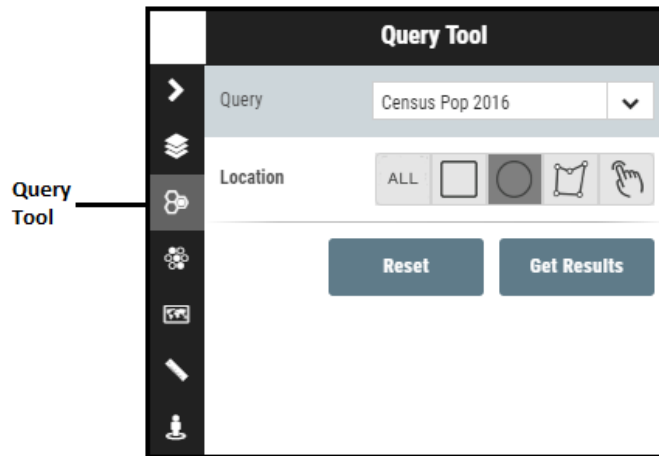 Query Tool
Query
Census Pop 2016
Location
ALL
Query
Tool
Reset
Get Results